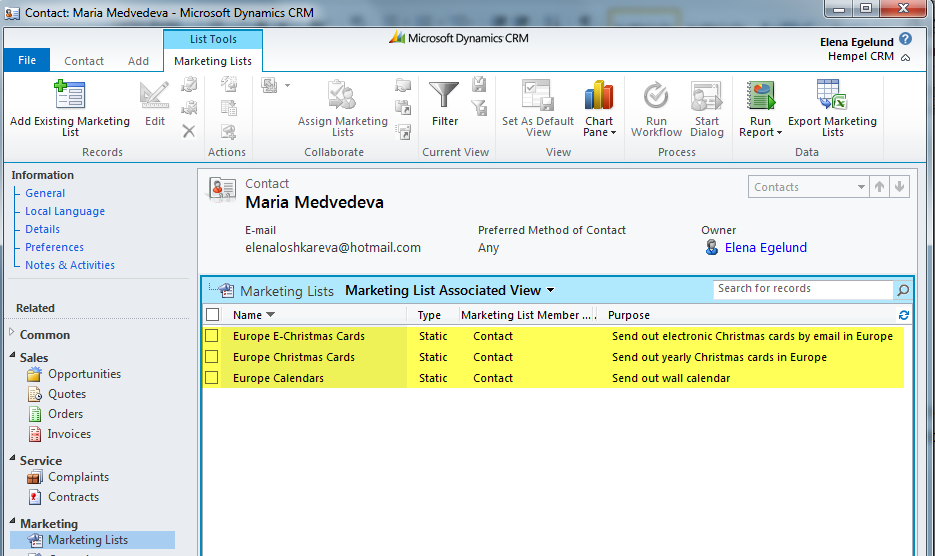 Contact: Maria Medvedeva - Microsoft Dynamics CRM
List Tools
Microsoft Dynamics CRM
Elena Egelund
Hempel CRM
File
Contact
Add
Marketing Lists
Add Existing Marketing List
Edit
Assign Marketing Lists
Filter
Set As Default View
Chart Pane
Run Workflow
Start Dialog
Run Report
Export Marketing Lists
Records
Actions
Collaborate
Current View
View
Process
Data
Information
General
Local Language
Details
Preferences
Notes & Activities
Related
Common
Sales
Opportunities
Quotes
Orders
Invoices
Service
Complaints
Contracts
Marketing
Marketing Lists
Contact
Maria Medvedeva
Contacts
E-mail
Preferred Method of Contact
Owner
elenaloshkareva@hotmail.com
Any
Elena Egelund
Marketing Lists Marketing List Associated View
Search for records
Name Type Marketing List Member ... Purpose
Europe E-Christmas Cards Static Contact Send out electronic Christmas cards by email in Europe
Europe Christmas Cards Static Contact Send out yearly Christmas cards in Europe
Europe Calendars Static Contact Send out wall calendar